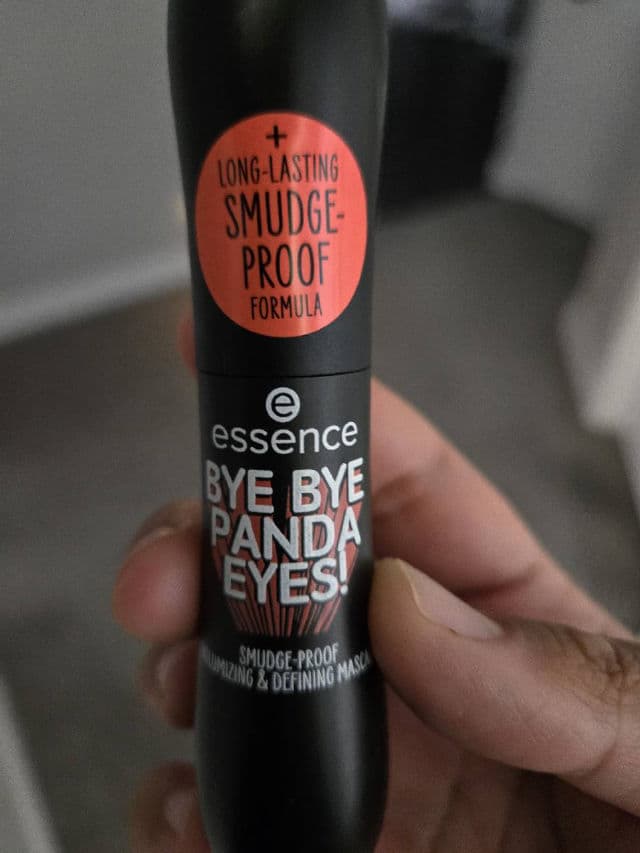 +
LONG-LASTING
SMUDGE-
PROOF
FORMULA
e
essence
BYE BYE
PANDA
EYES!
SMUDGE-PROOF
& DEFINING